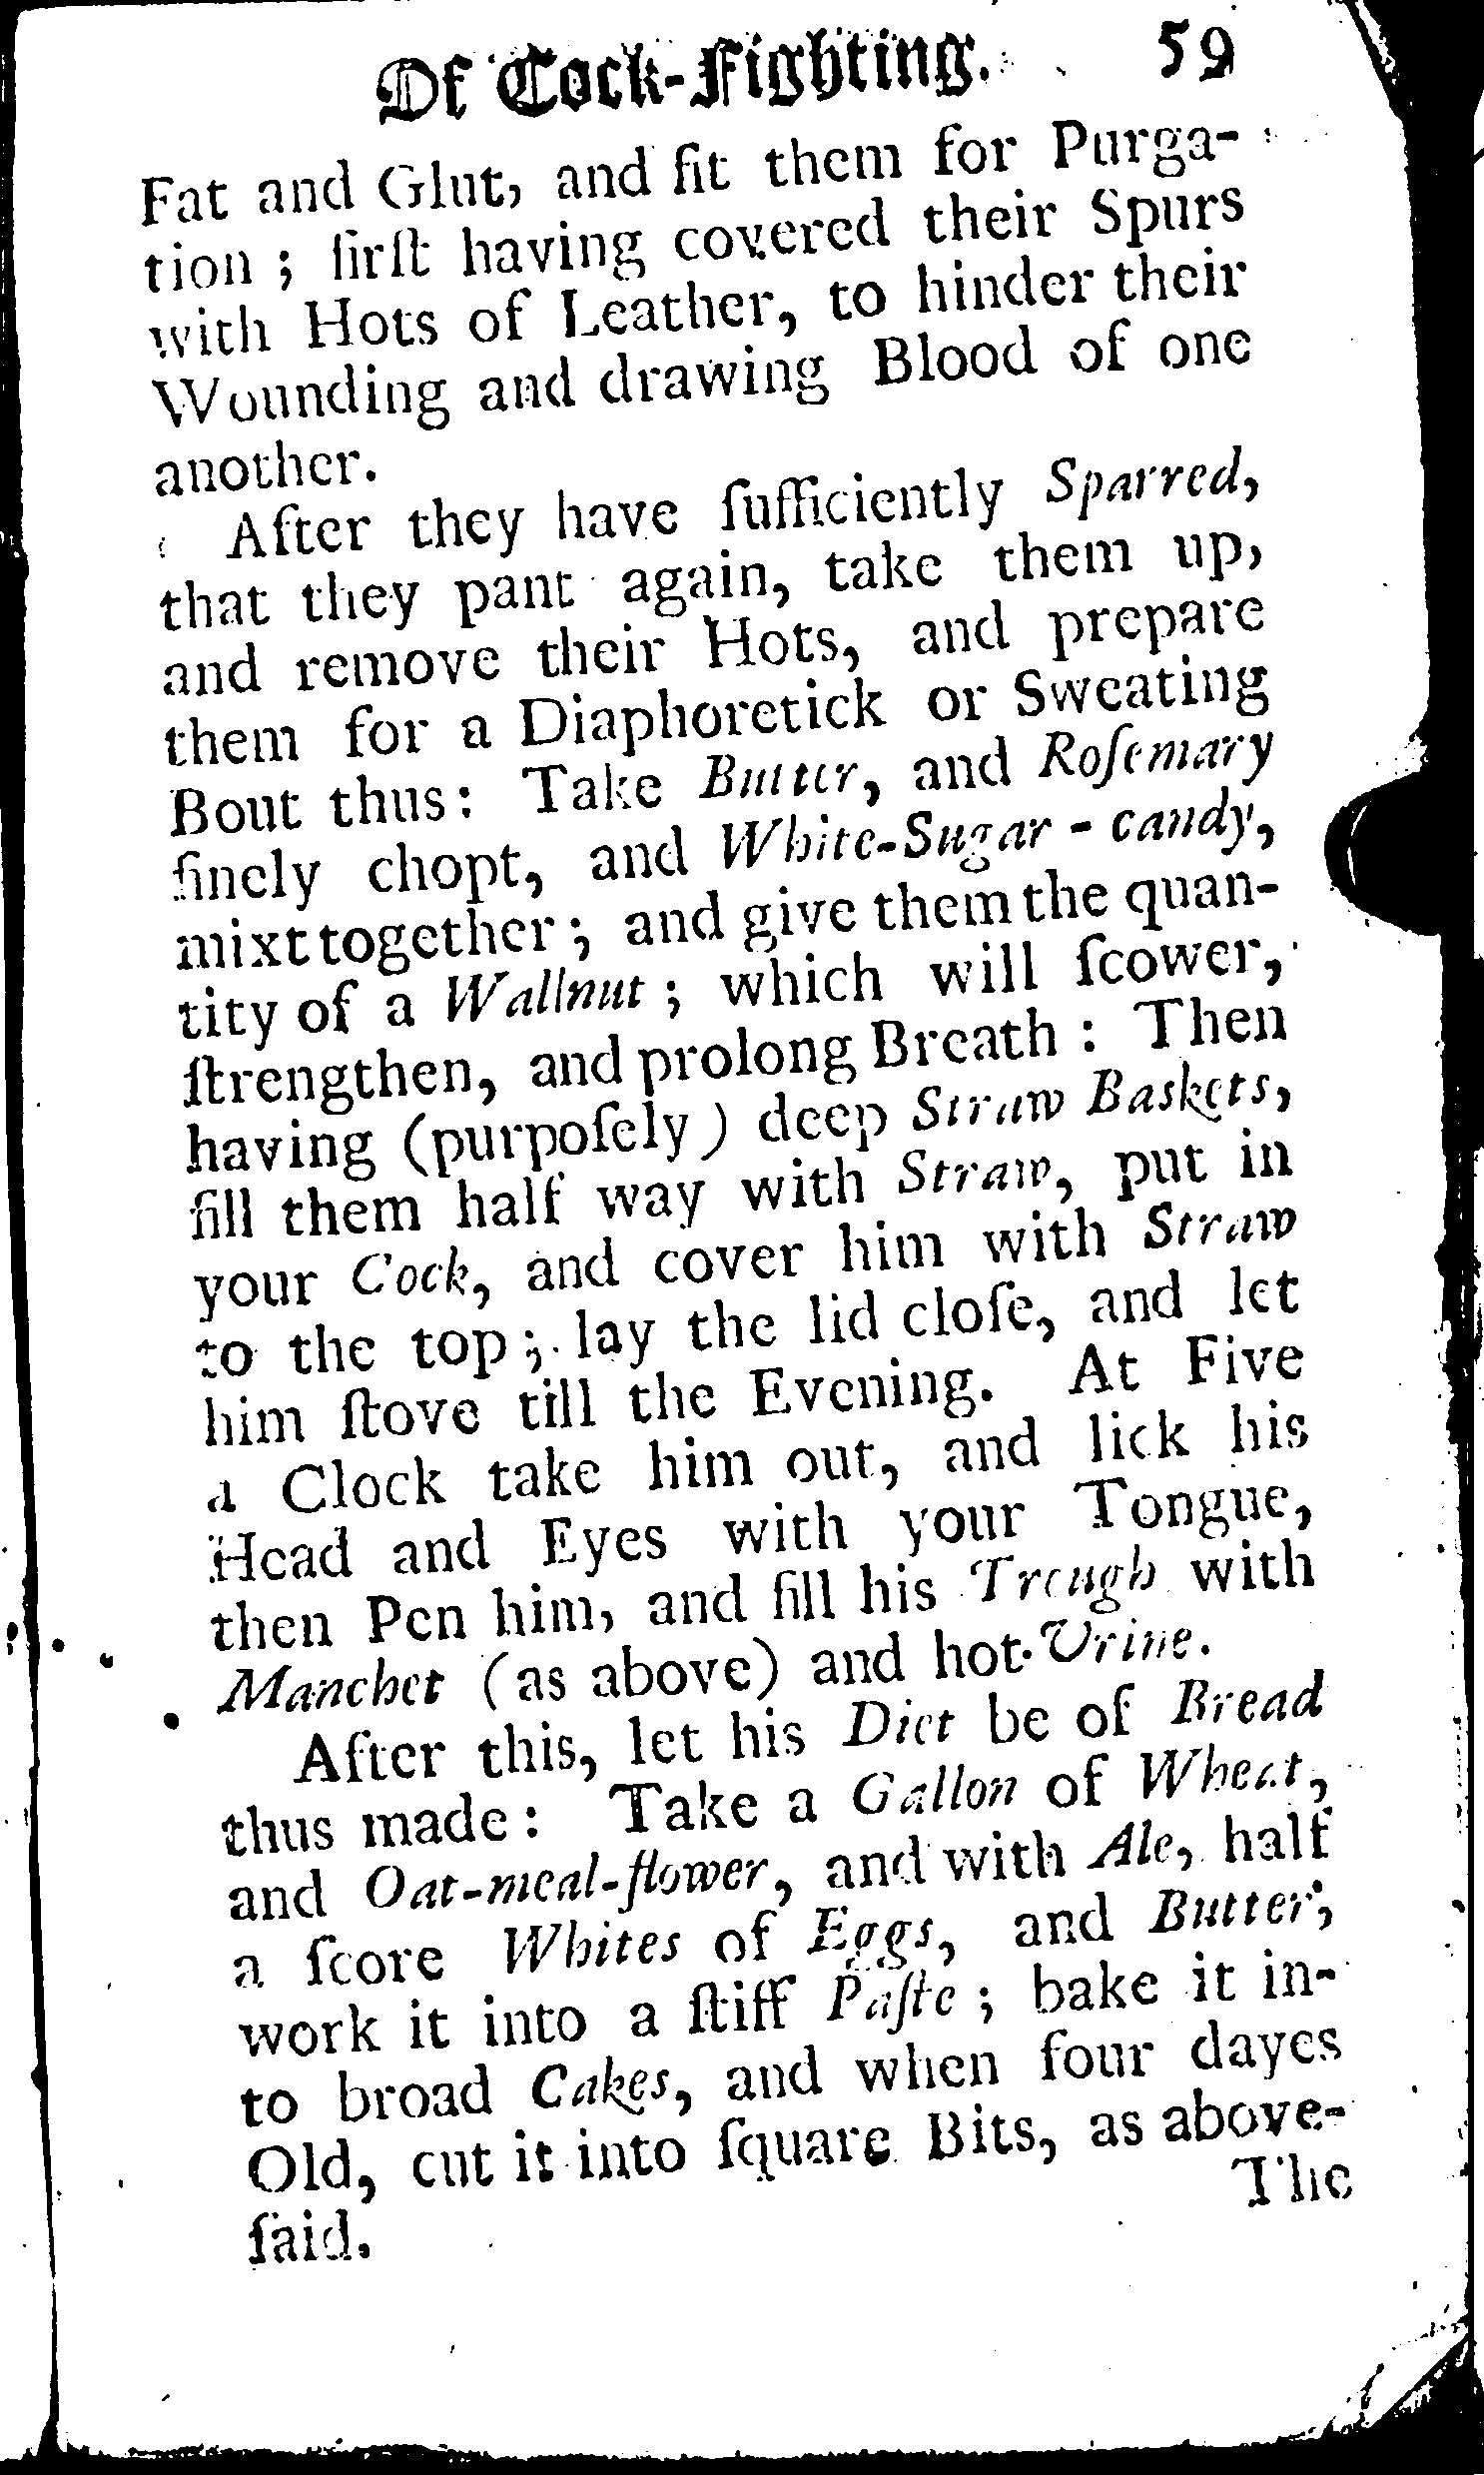 Of Cock-Fighting. 59
Fat and Glut, and fit them for Purga-
tion ; firſt having covered their Spurs
with Hots of Leather, to hinder their
Wounding and drawing Blood of one
another.
After they have ſufficiently Sparred,
that they pant again, take them up,
and remove their Hots, and prepare
them for a Diaphoretick or Sweating
Bout thus: Take Butter, and Roſemary
finely chopt, and White-Sugar-candy,
mixt together ; and give them the quan-
tity of a Wallnut ; which will ſcower,
ſtrengthen, and prolong Breath : Then
having (purpoſely) deep Straw Baskets,
fill them half way with Straw, put in
your Cock, and cover him with Straw
to the top ; lay the lid cloſe, and let
him ſtove till the Evening. At Five
a Clock take him out, and lick his
Head and Eyes with your Tongue,
then Pen him, and fill his Trough with
Manchet (as above) and hot Urine.
After this, let his Diet be of Bread
thus made : Take a Gallon of Wheat,
and Oat-meal-flower, and with Ale, half
a ſcore Whites of Eggs, and Butter,
work it into a ſtiff Paſte ; bake it in-
to broad Cakes, and when four dayes
Old, cut it into ſquare Bits, as above-
ſaid.
The